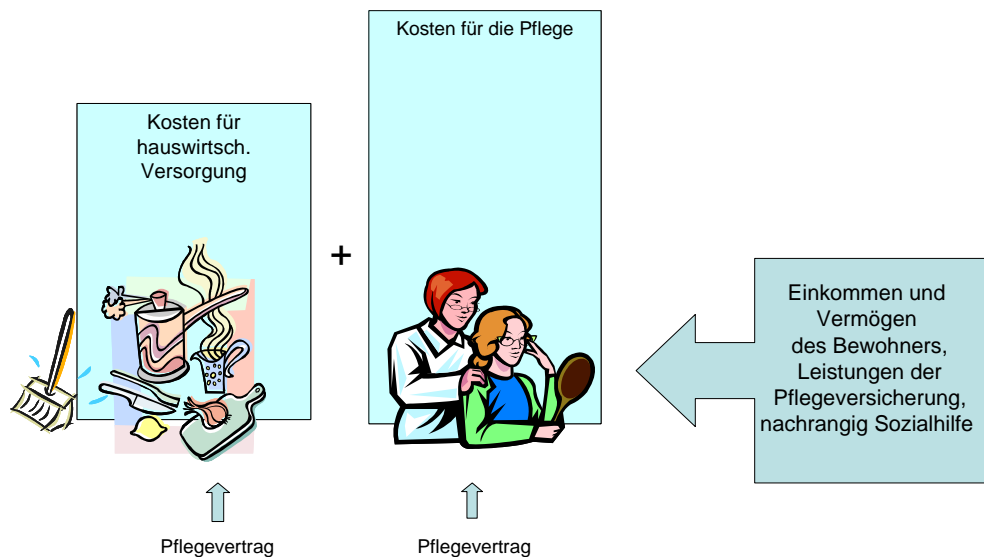 Kosten für die Pflege
Kosten für
hauswirtsch.
Versorgung
+
Einkommen und
Vermögen
des Bewohners,
Leistungen der
Pflegeversicherung,
nachrangig Sozialhilfe
Pflegevertrag
Pflegevertrag